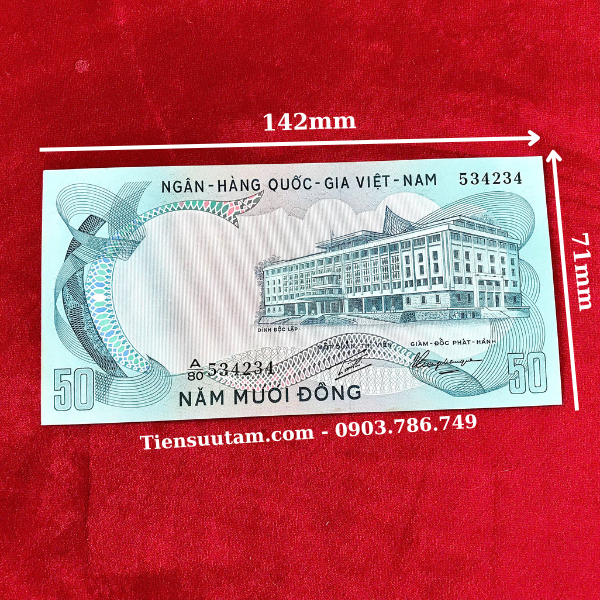 142mm
NGÂN-HÀNG QUỐC-GIA VIỆT-NAM 534234
71mm
DINH ĐỘC LẬP
GIÁM-ĐỐC PHÁT-HÀNH
A/80 534234
50 50
NĂM MƯƠI ĐỒNG
Tiensuutam.com - 0903.786.749